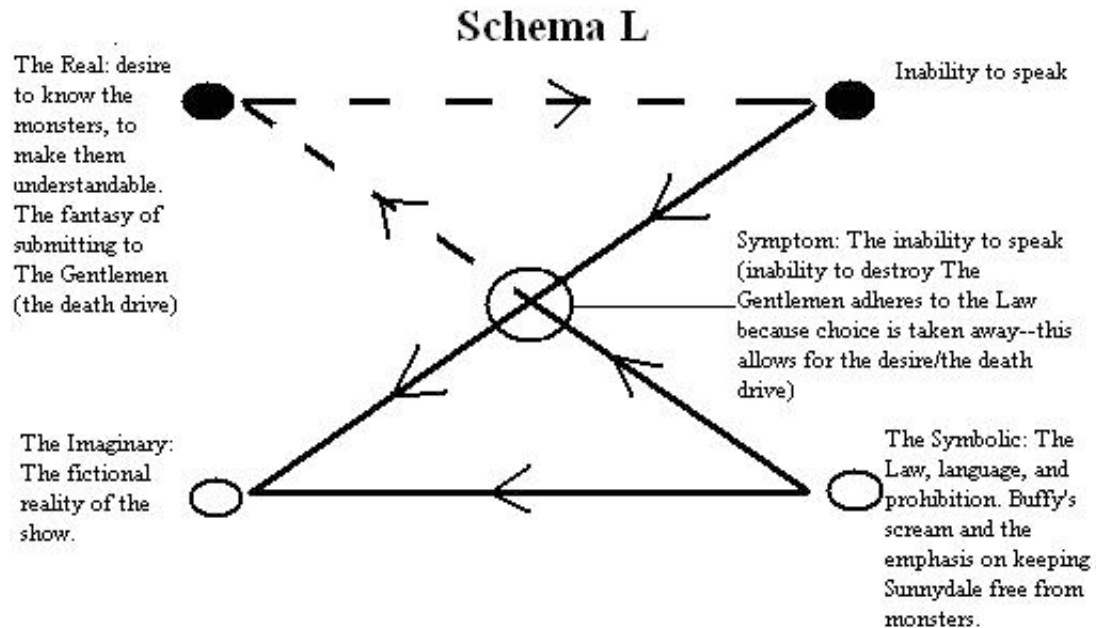 Schema L
The Real: desire
to know the
monsters, to
make them
understandable.
The fantasy of
submitting to
The Gentlemen
(the death drive)
Inability to speak
Symptom: The inability to speak
(inability to destroy The
Gentlemen adheres to the Law
because choice is taken away--this
allows for the desire/the death
drive)
The Imaginary:
The fictional
reality of the
show.
The Symbolic: The
Law, language, and
prohibition. Buffy's
scream and the
emphasis on keeping
Sunnydale free from
monsters.